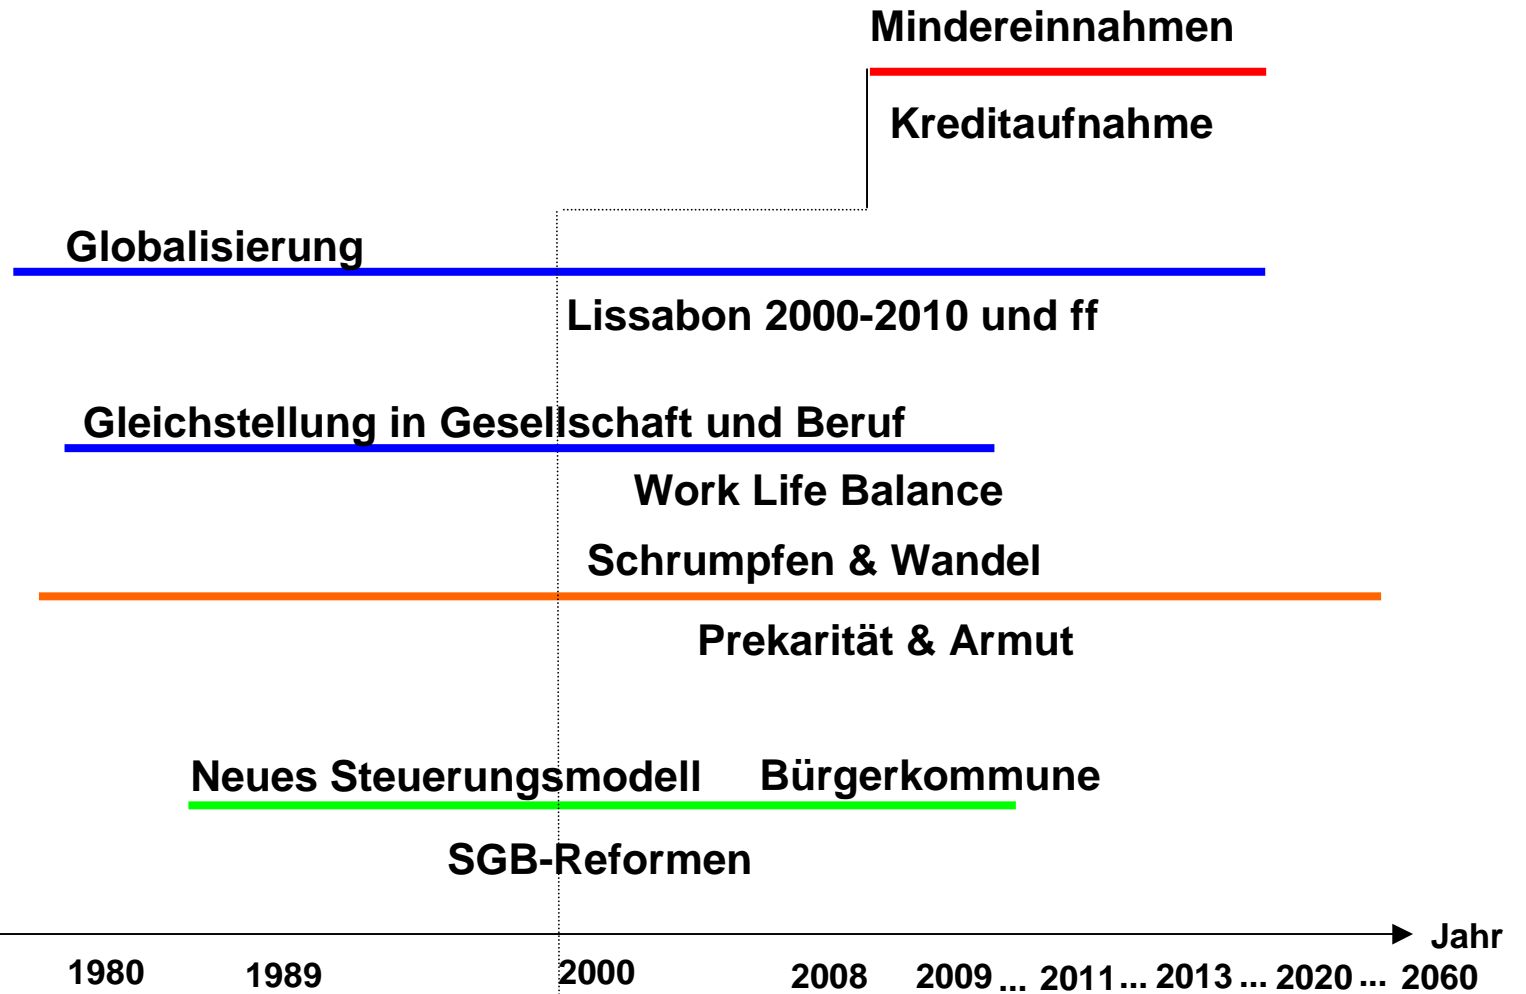 Mindereinnahmen
Kreditaufnahme
Globalisierung
Lissabon 2000-2010 und ff
Gleichstellung in Gesellschaft und Beruf
Work Life Balance
Schrumpfen & Wandel
Prekarität & Armut
Neues Steuerungsmodell Bürgerkommune
SGB-Reformen
Jahr
1980 1989 2000 2008 2009 ... 2011 ... 2013 ... 2020 ... 2060